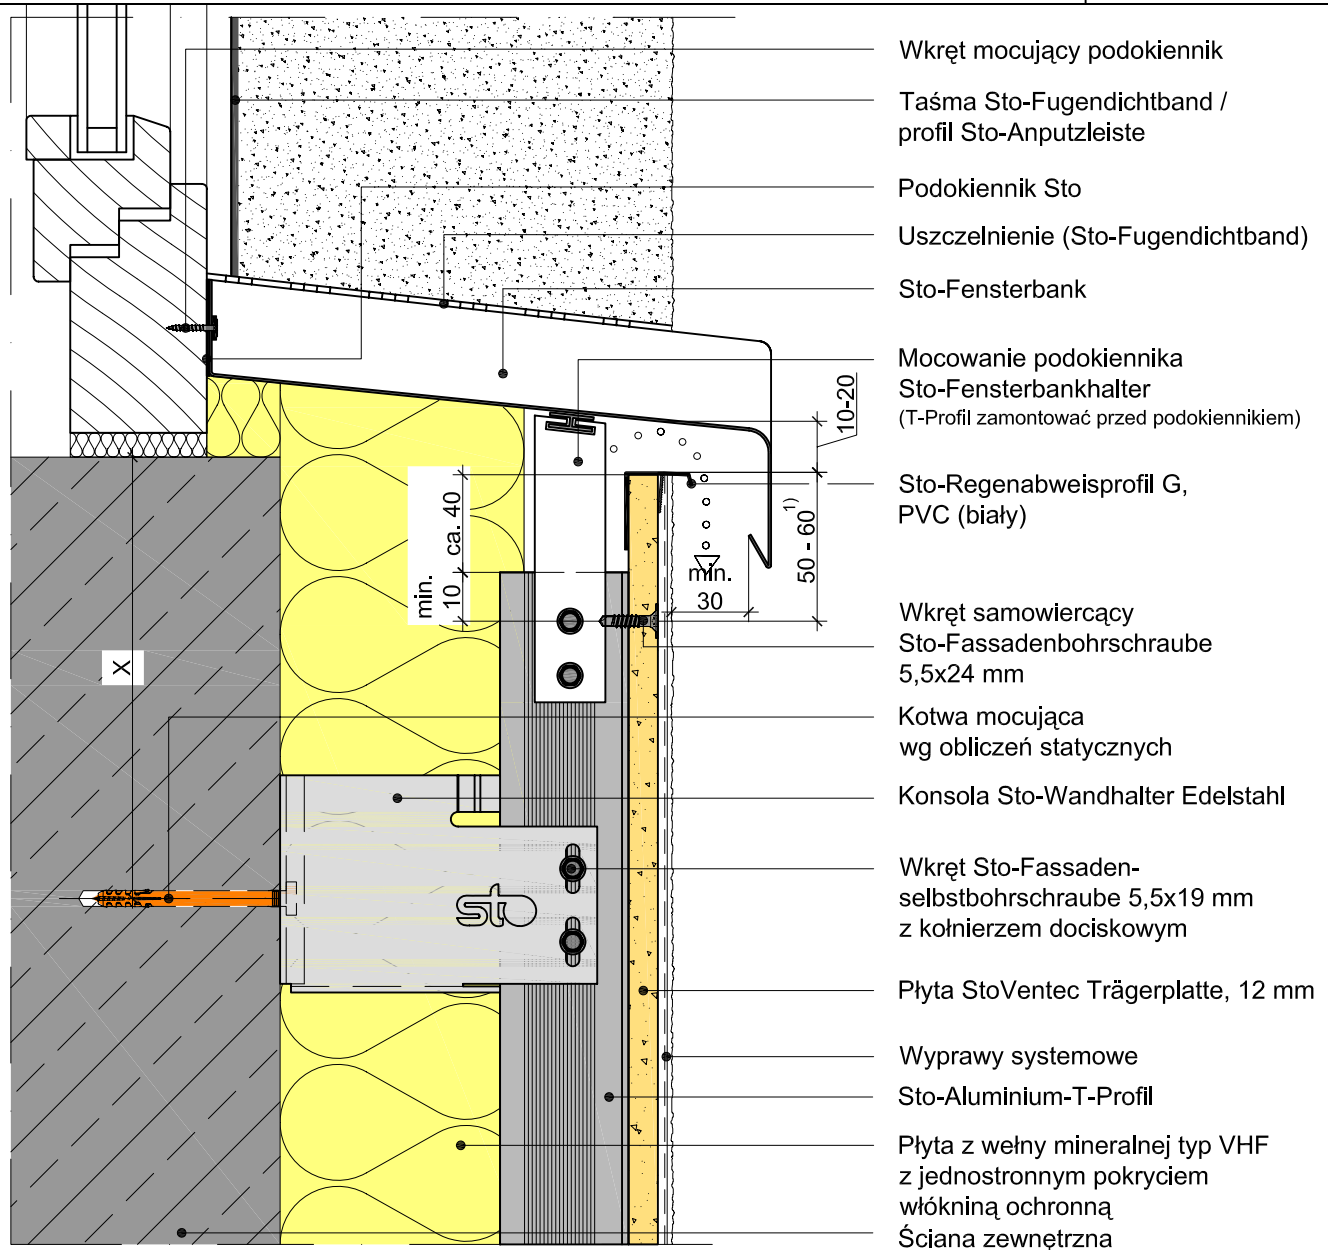 Wkręt mocujący podokiennik
Taśma Sto-Fugendichtband /
profil Sto-Anputzleiste
Podokiennik Sto
Uszczelnienie (Sto-Fugendichtband)
Sto-Fensterbank
Mocowanie podokiennika
Sto-Fensterbankhalter
(T-Profil zamontować przed podokiennikiem)
Sto-Regenabweisprofil G,
PVC (biały)
Wkręt samowiercący
Sto-Fassadenbohrschraube
5,5x24 mm
Kotwa mocująca
wg obliczeń statycznych
Konsola Sto-Wandhalter Edelstahl
Wkręt Sto-Fassaden-
selbstbohrschraube 5,5x19 mm
z kołnierzem dociskowym
Płyta StoVentec Trägerplatte, 12 mm
Wyprawy systemowe
Sto-Aluminium-T-Profil
Płyta z wełny mineralnej typ VHF
z jednostronnym pokryciem
włókniną ochronną
Ściana zewnętrzna
10-20
50 - 60 1)
ca. 40
min.
10
min.
30
X
sto